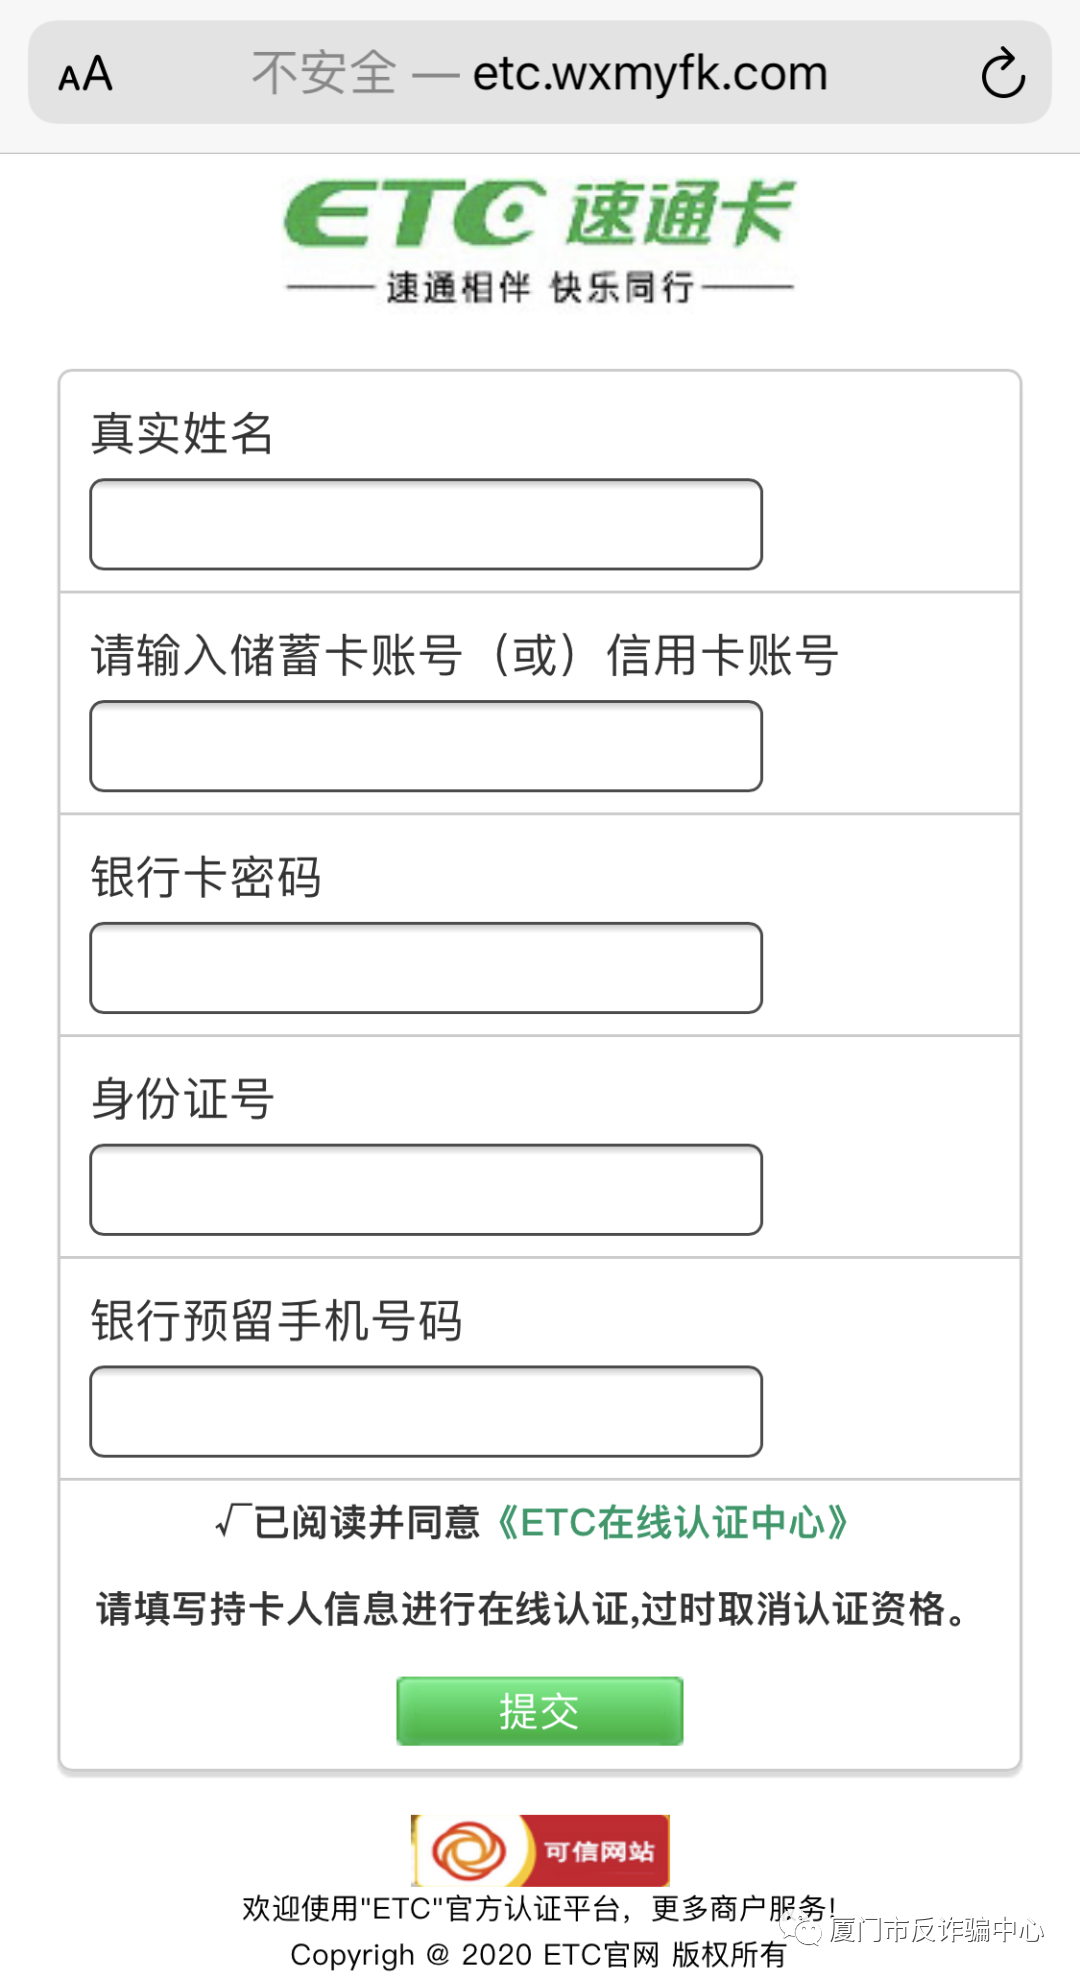 AA 不安全 — etc.wxmyfk.com
ETC 速通卡
速通相伴 快乐同行
真实姓名
请输入储蓄卡账号（或）信用卡账号
银行卡密码
身份证号
银行预留手机号码
√已阅读并同意《ETC在线认证中心》
请填写持卡人信息进行在线认证,过时取消认证资格。
提交
可信网站
欢迎使用"ETC"官方认证平台，更多商户服务!
厦门市反诈骗中心
Copyrigh @ 2020 ETC官网 版权所有